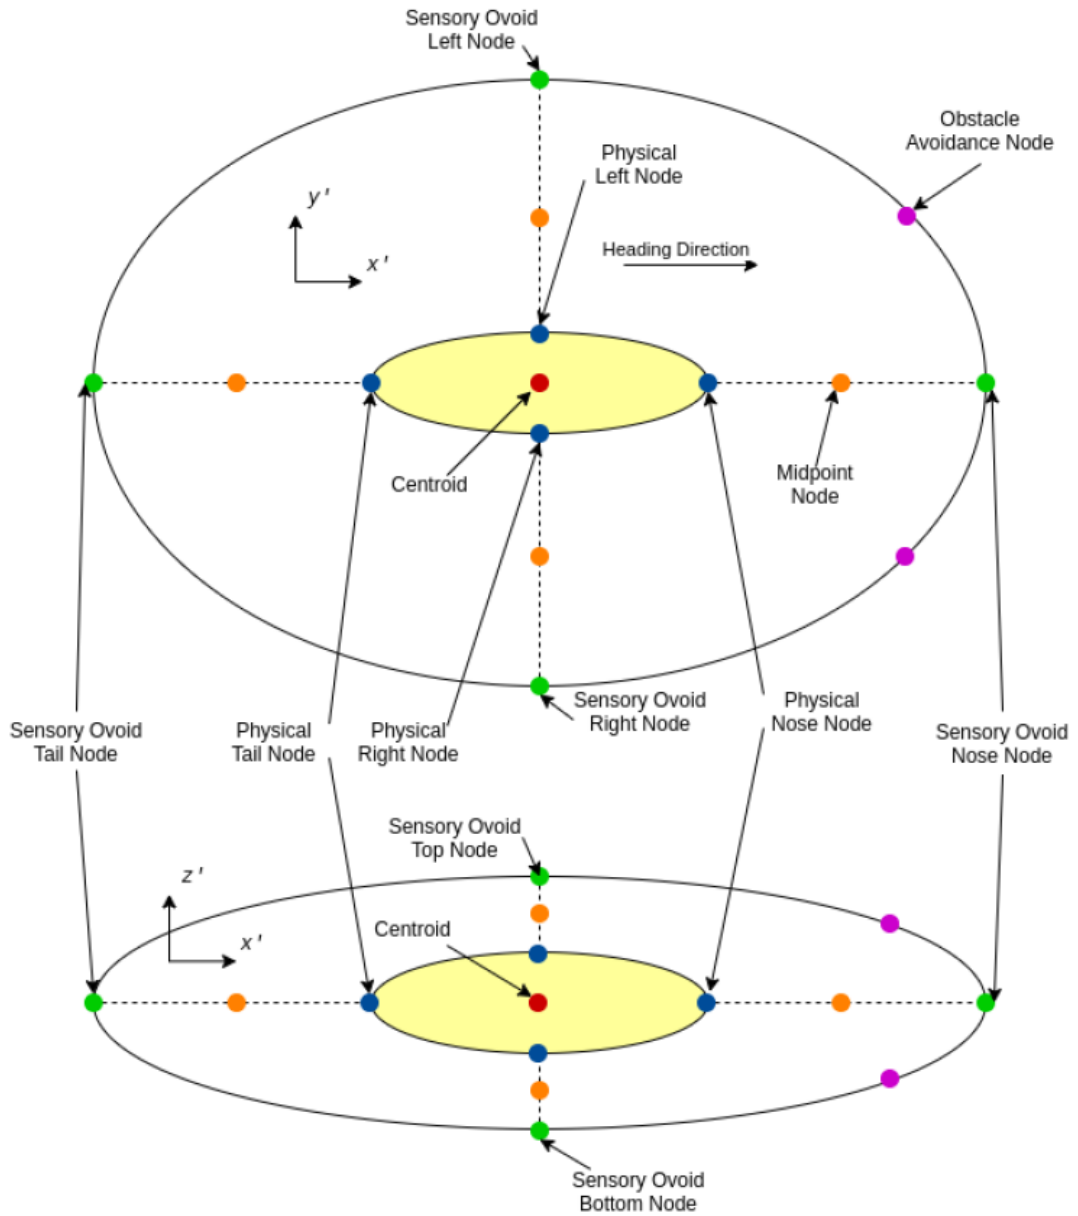 Sensory Ovoid
Left Node
Obstacle
Avoidance Node
Physical
Left Node
y'
x'
Heading Direction
Centroid
Midpoint
Node
Sensory Ovoid
Right Node
Physical
Nose Node
Sensory Ovoid
Tail Node
Physical
Tail Node
Physical
Right Node
Sensory Ovoid
Nose Node
Sensory Ovoid
Top Node
z'
x'
Centroid
Sensory Ovoid
Bottom Node